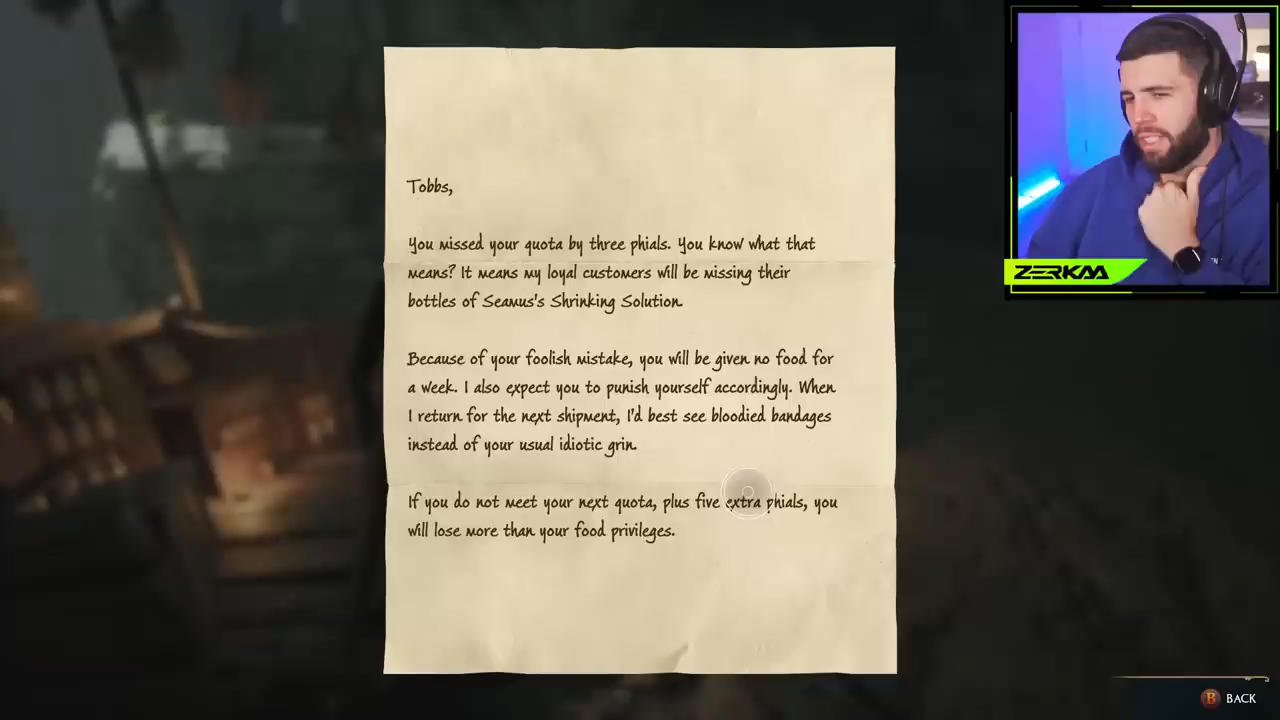 Tobbs,
You missed your quota by three phials. You know what that
means? It means my loyal customers will be missing their
bottles of Seamus's Shrinking Solution.
Because of your foolish mistake, you will be given no food for
a week. I also expect you to punish yourself accordingly. When
I return for the next shipment, I'd best see bloodied bandages
instead of your usual idiotic grin.
If you do not meet your next quota, plus five extra phials, you
will lose more than your food privileges.
ZERKAA
B BACK